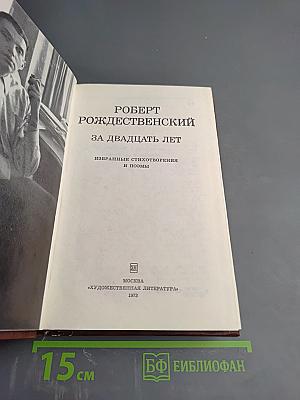 РОБЕРТ
РОЖДЕСТВЕНСКИЙ
ЗА ДВАДЦАТЬ ЛЕТ
ИЗБРАННЫЕ СТИХОТВОРЕНИЯ
И ПОЭМЫ
МОСКВА
«ХУДОЖЕСТВЕННАЯ ЛИТЕРАТУРА»
1973
15 см
БФ БИБЛИОФАН